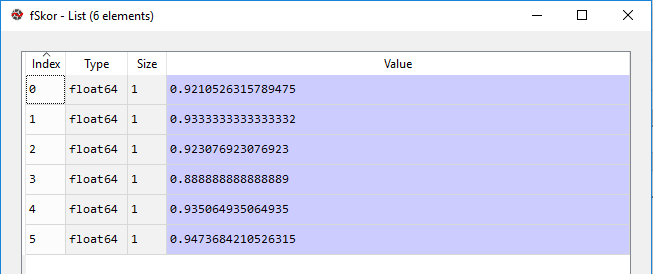 fSkor - List (6 elements)
Index Type Size Value
0 float64 1 0.9210526315789475
1 float64 1 0.9333333333333332
2 float64 1 0.923076923076923
3 float64 1 0.888888888888889
4 float64 1 0.935064935064935
5 float64 1 0.9473684210526315